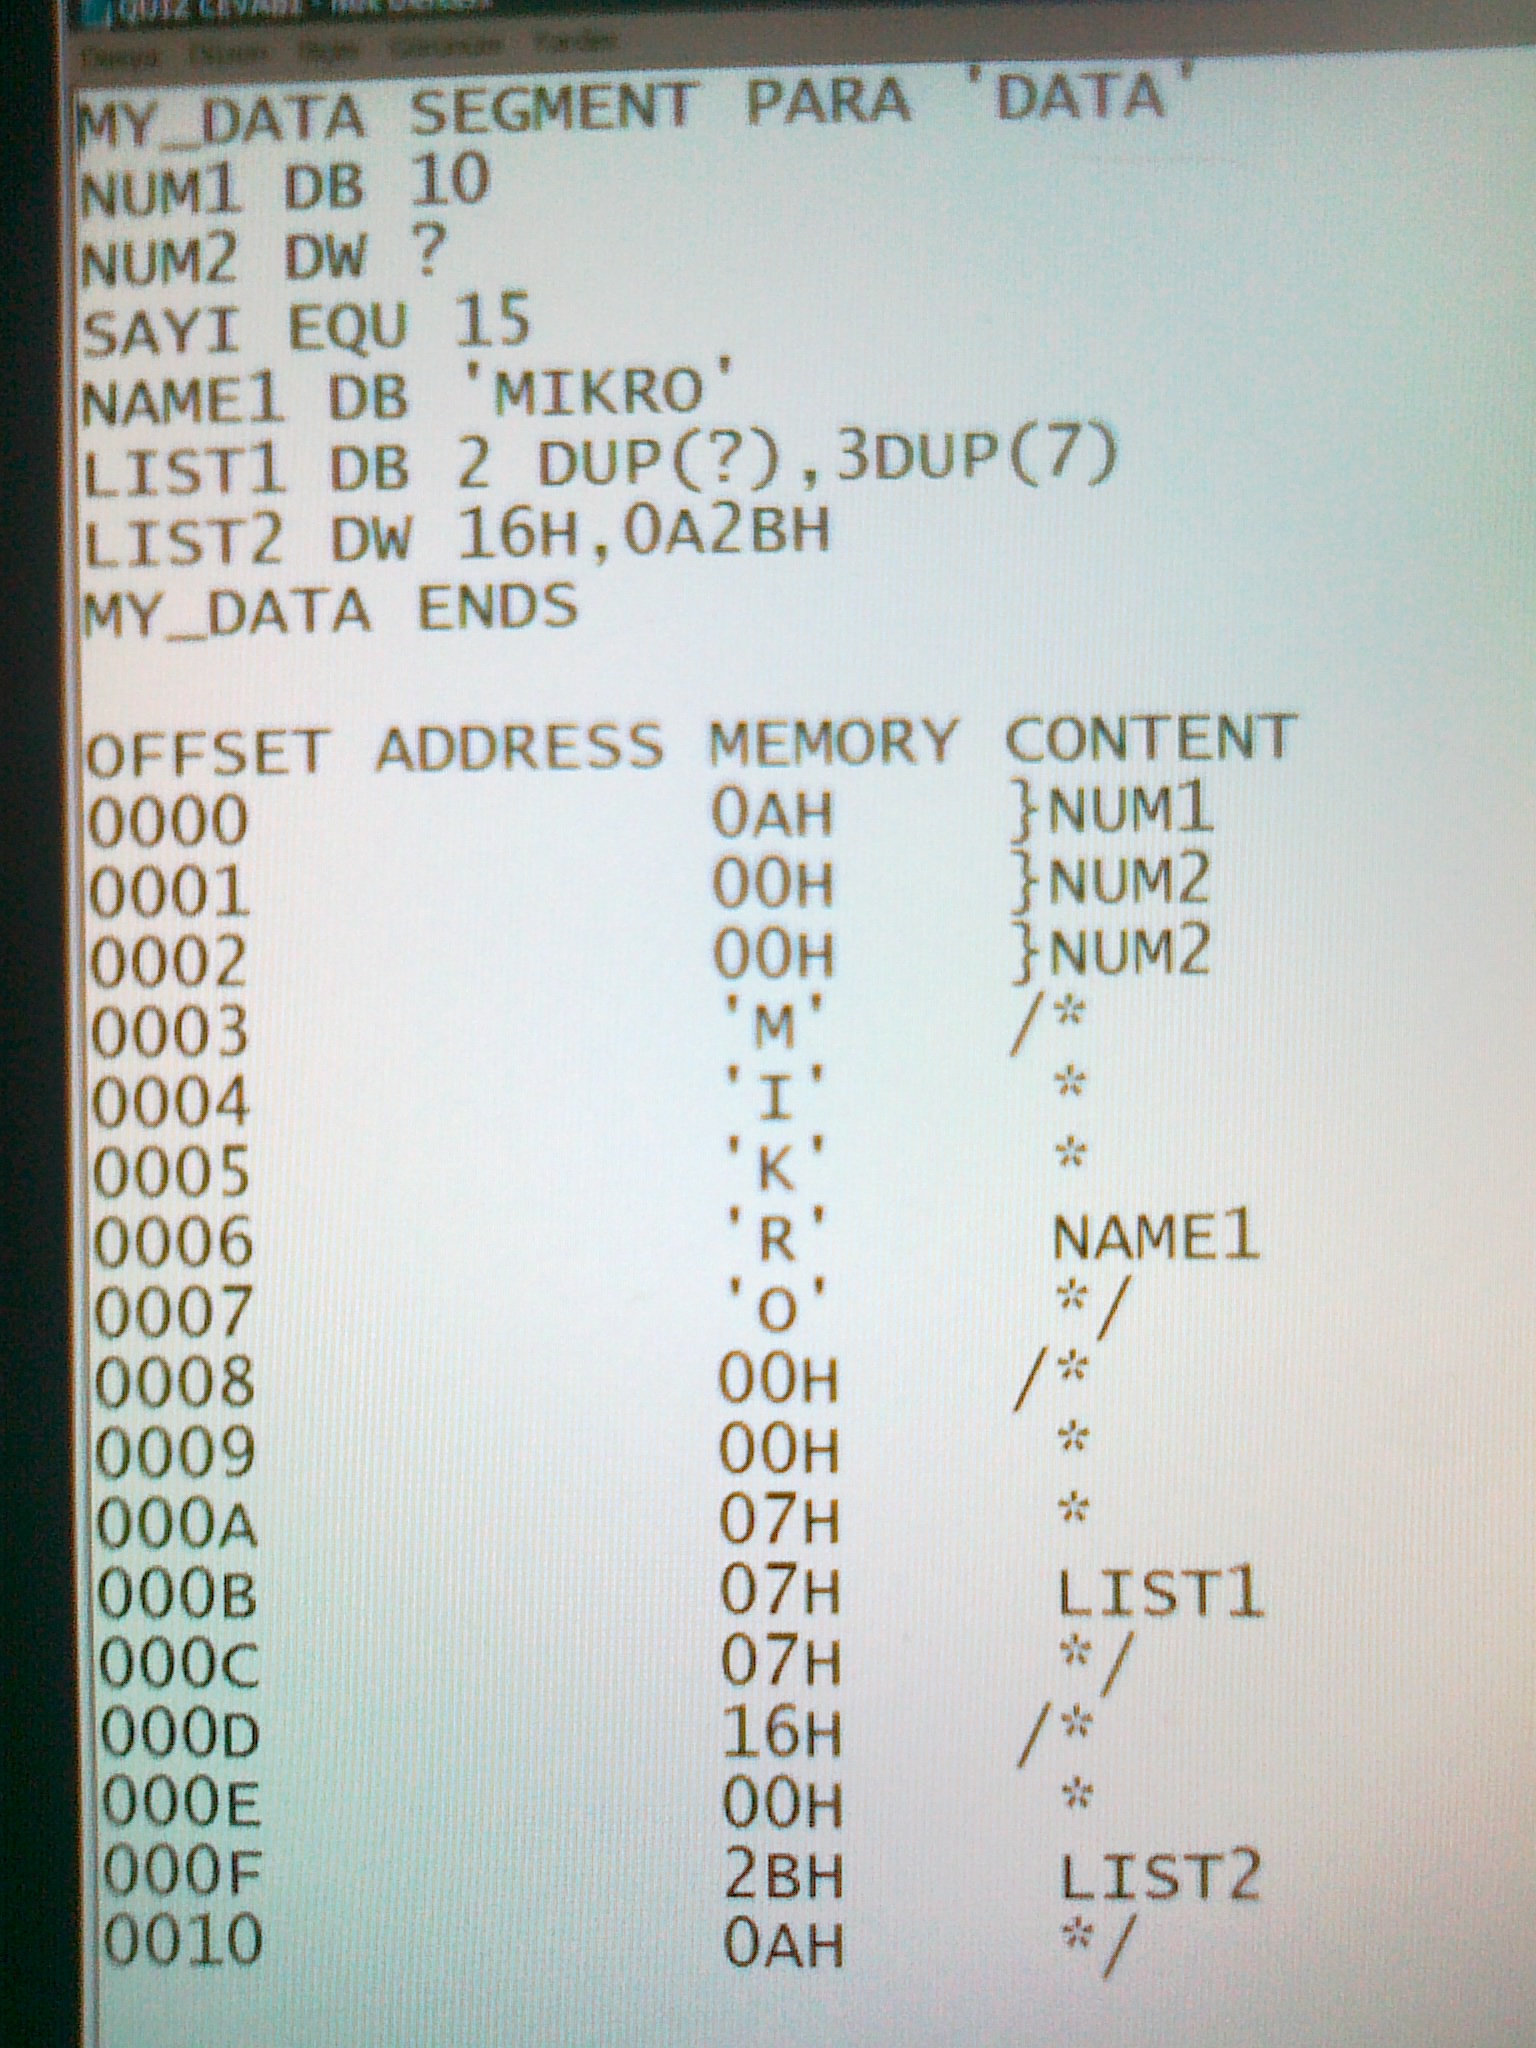 MY_DATA SEGMENT PARA 'DATA'
NUM1 DB 10
NUM2 DW ?
SAYI EQU 15
NAME1 DB 'MIKRO'
LIST1 DB 2 DUP(?),3DUP(7)
LIST2 DW 16H,0A2BH
MY_DATA ENDS
OFFSET ADDRESS MEMORY CONTENT
0000 0AH }NUM1
0001 00H }NUM2
0002 00H }NUM2
0003 'M' /*
0004 'I' *
0005 'K' *
0006 'R' NAME1
0007 'O' */
0008 00H /*
0009 00H *
000A 07H *
000B 07H LIST1
000C 07H */
000D 16H /*
000E 00H *
000F 2BH LIST2
0010 0AH */